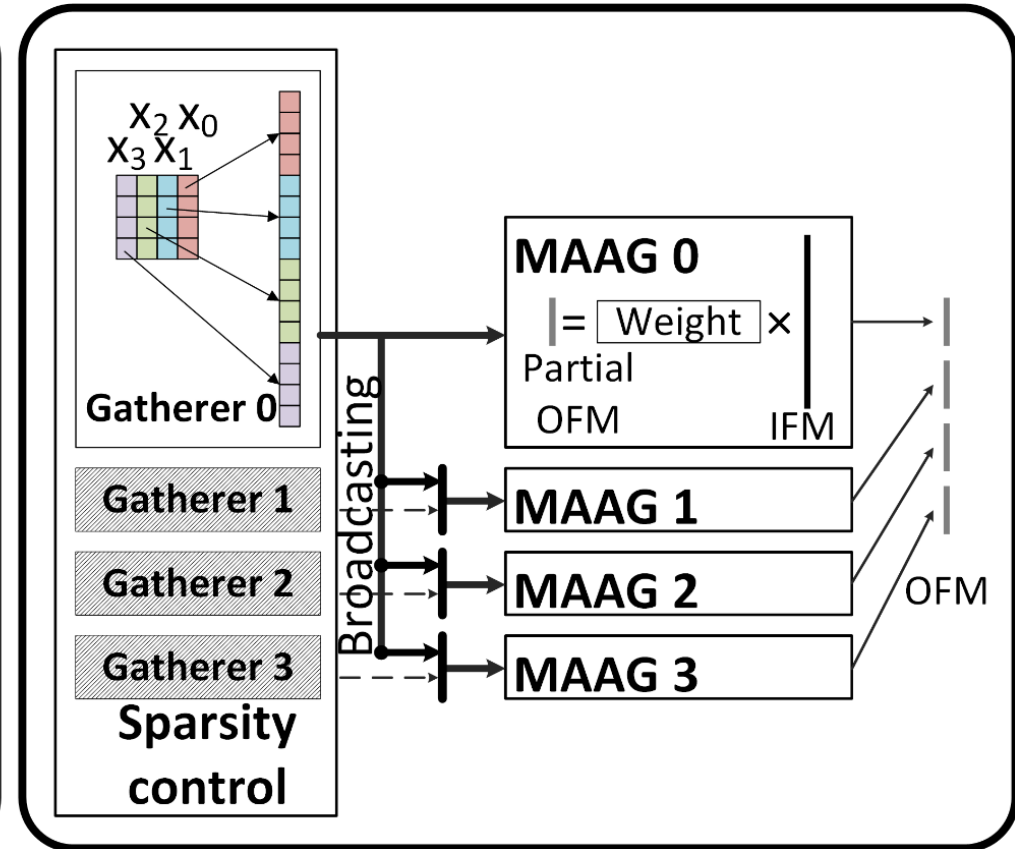 X₂ X₀
X₃ X₁
Gatherer 0
Gatherer 1
Gatherer 2
Gatherer 3
Sparsity
control
Broadcasting
MAAG 0
= Weight ×
Partial
OFM
IFM
MAAG 1
MAAG 2
MAAG 3
OFM